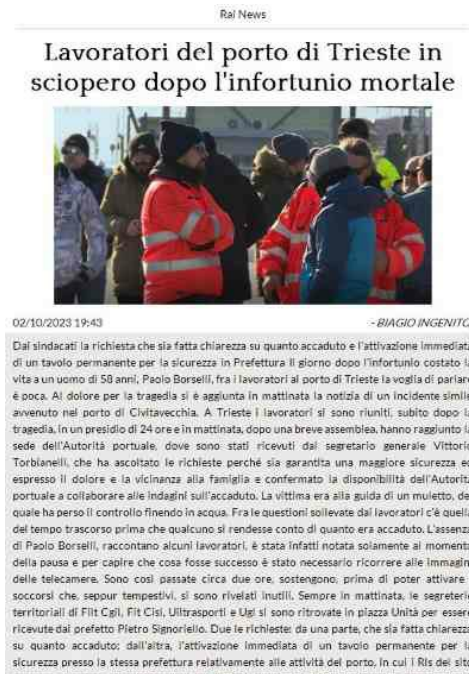 Rai News
Lavoratori del porto di Trieste in
sciopero dopo l'infortunio mortale
02/10/2023 19:43
- BIAGIO INGENITO
Dai sindacati la richiesta che sia fatta chiarezza su quanto accaduto e l'attivazione immediata
di un tavolo permanente per la sicurezza in Prefettura Il giorno dopo l'infortunio costato la
vita a un uomo di 58 anni, Paolo Borselli, fra i lavoratori al porto di Trieste la voglia di parlare
è poca. Al dolore per la tragedia si è aggiunta in mattinata la notizia di un incidente simile
avvenuto nel porto di Civitavecchia. A Trieste i lavoratori si sono riuniti, subito dopo la
tragedia, in un presidio di 24 ore e in mattinata, dopo una breve assemblea, hanno raggiunto la
sede dell'Autorità portuale, dove sono stati ricevuti dal segretario generale Vittorio
Torbianelli, che ha ascoltato le richieste perché sia garantita una maggiore sicurezza ed
espresso il dolore e la vicinanza alla famiglia e confermato la disponibilità dell'Autorità
portuale a collaborare alle indagini sull'accaduto. La vittima era alla guida di un muletto, del
quale ha perso il controllo finendo in acqua. Fra le questioni sollevate dai lavoratori c'è quella
del tempo trascorso prima che qualcuno si rendesse conto di quanto era accaduto. L'assenza
di Paolo Borselli, raccontano alcuni lavoratori, è stata infatti notata solamente al momento
della pausa e per capire che cosa fosse successo è stato necessario ricorrere alle immagini
delle telecamere. Sono così passate circa due ore, sostengono, prima di poter attivare i
soccorsi che, seppur tempestivi, si sono rivelati inutili. Sempre in mattinata, le segreterie
territoriali di Filt Cgil, Fit Cisl, Uiltrasporti e Ugl si sono ritrovate in piazza Unità per essere
ricevute dal prefetto Pietro Signoriello. Due le richieste: da una parte, che sia fatta chiarezza
su quanto accaduto; dall'altra, l'attivazione immediata di un tavolo permanente per la
sicurezza presso la stessa prefettura relativamente alle attività del porto, in cui i Rls del sito